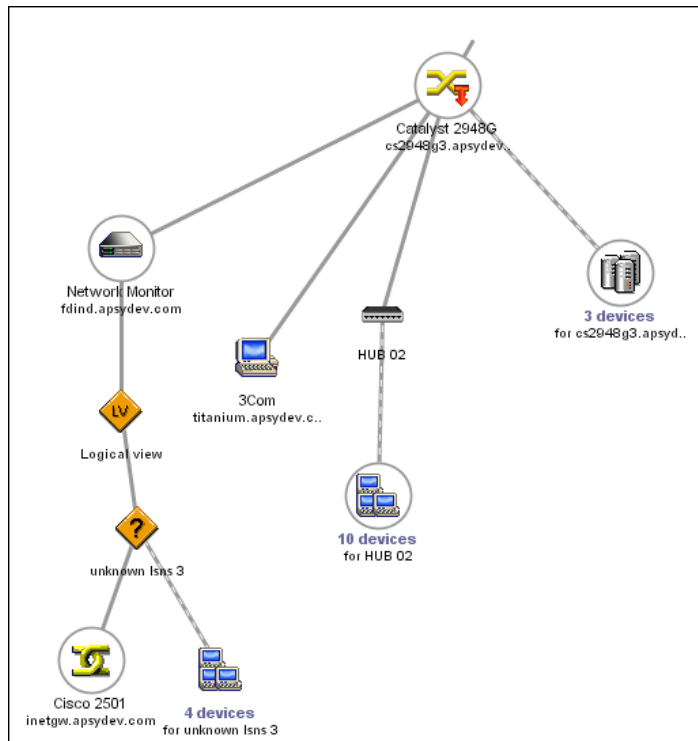 Catalyst 2948G
cs2948g3.apsydev..
Network Monitor
fdind.apsydev.com
3 devices
for cs2948g3.apsyd..
HUB 02
3Com
titanium.apsydev.c..
LV
Logical view
10 devices
for HUB 02
?
unknown lsns 3
Cisco 2501
inetgw.apsydev.com
4 devices
for unknown lsns 3